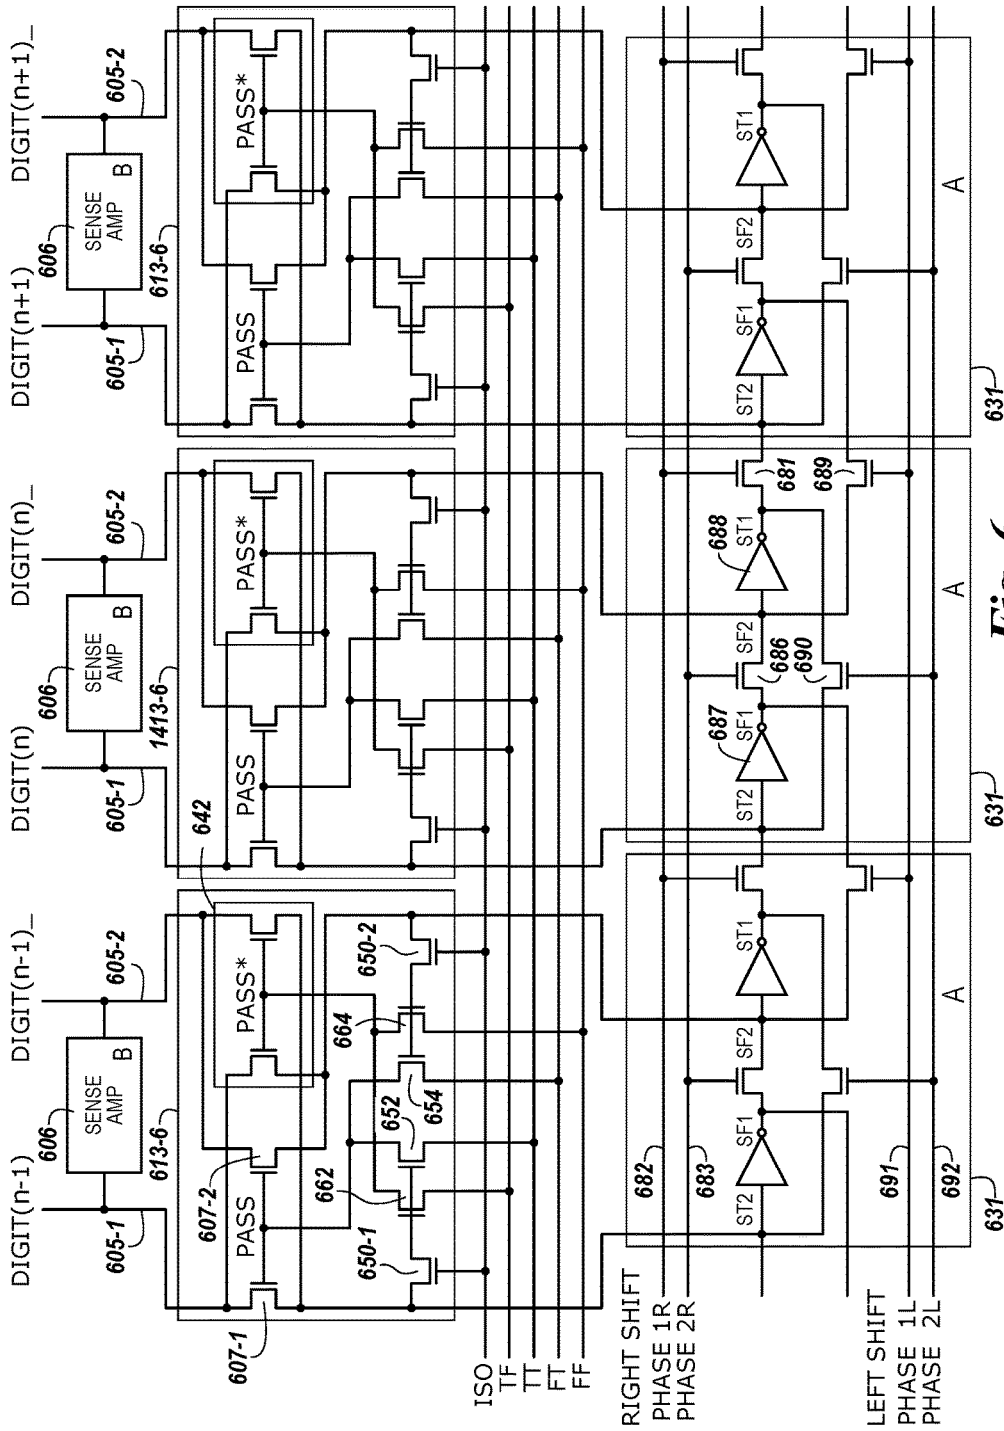 DIGIT(n-1)
DIGIT(n-1)_
DIGIT(n)
DIGIT(n)_
DIGIT(n+1)
DIGIT(n+1)_
606
SENSE
AMP
B
605-1
605-2
606
SENSE
AMP
B
605-1
605-2
606
SENSE
AMP
B
605-1
605-2
613-6
642
1413-6
613-6
607-1
PASS
607-2
PASS*
PASS
PASS*
PASS
PASS*
650-1
662
652
654
664
650-2
ISO
TF
TT
FT
FF
RIGHT SHIFT
PHASE 1R
PHASE 2R
682
683
ST2
SF1
SF2
ST1
687
ST2
SF1
686
690
SF2
688
ST1
681
689
ST2
SF1
SF2
ST1
LEFT SHIFT
PHASE 1L
PHASE 2L
691
692
A
631
A
631
A
631